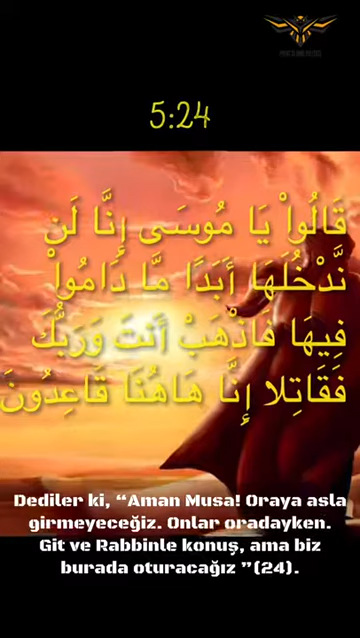 5:24
قَالُواْ يَا مُوسَى إِنَّا لَن
نَّدْخُلَهَا أَبَدًا مَّا دَامُواْ
فِيهَا فَاذْهَبْ أَنتَ وَرَبُّكَ
فَقَاتِلا إِنَّا هَاهُنَا قَاعِدُونَ
Dediler ki, “Aman Musa! Oraya asla
girmeyeceğiz. Onlar oradayken.
Git ve Rabbinle konuş, ama biz
burada oturacağız ”(24).